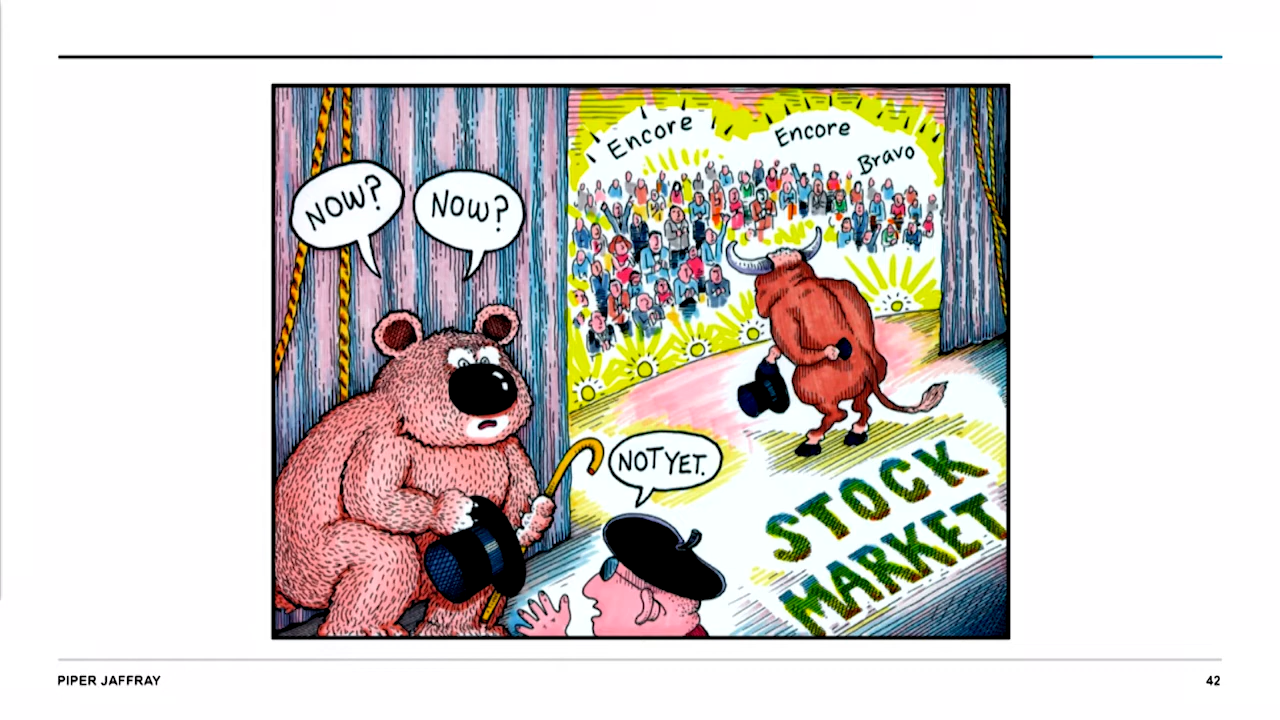 Encore
Encore
Bravo
NOW?
NOW?
NOT YET.
STOCK
MARKET
PIPER JAFFRAY
42